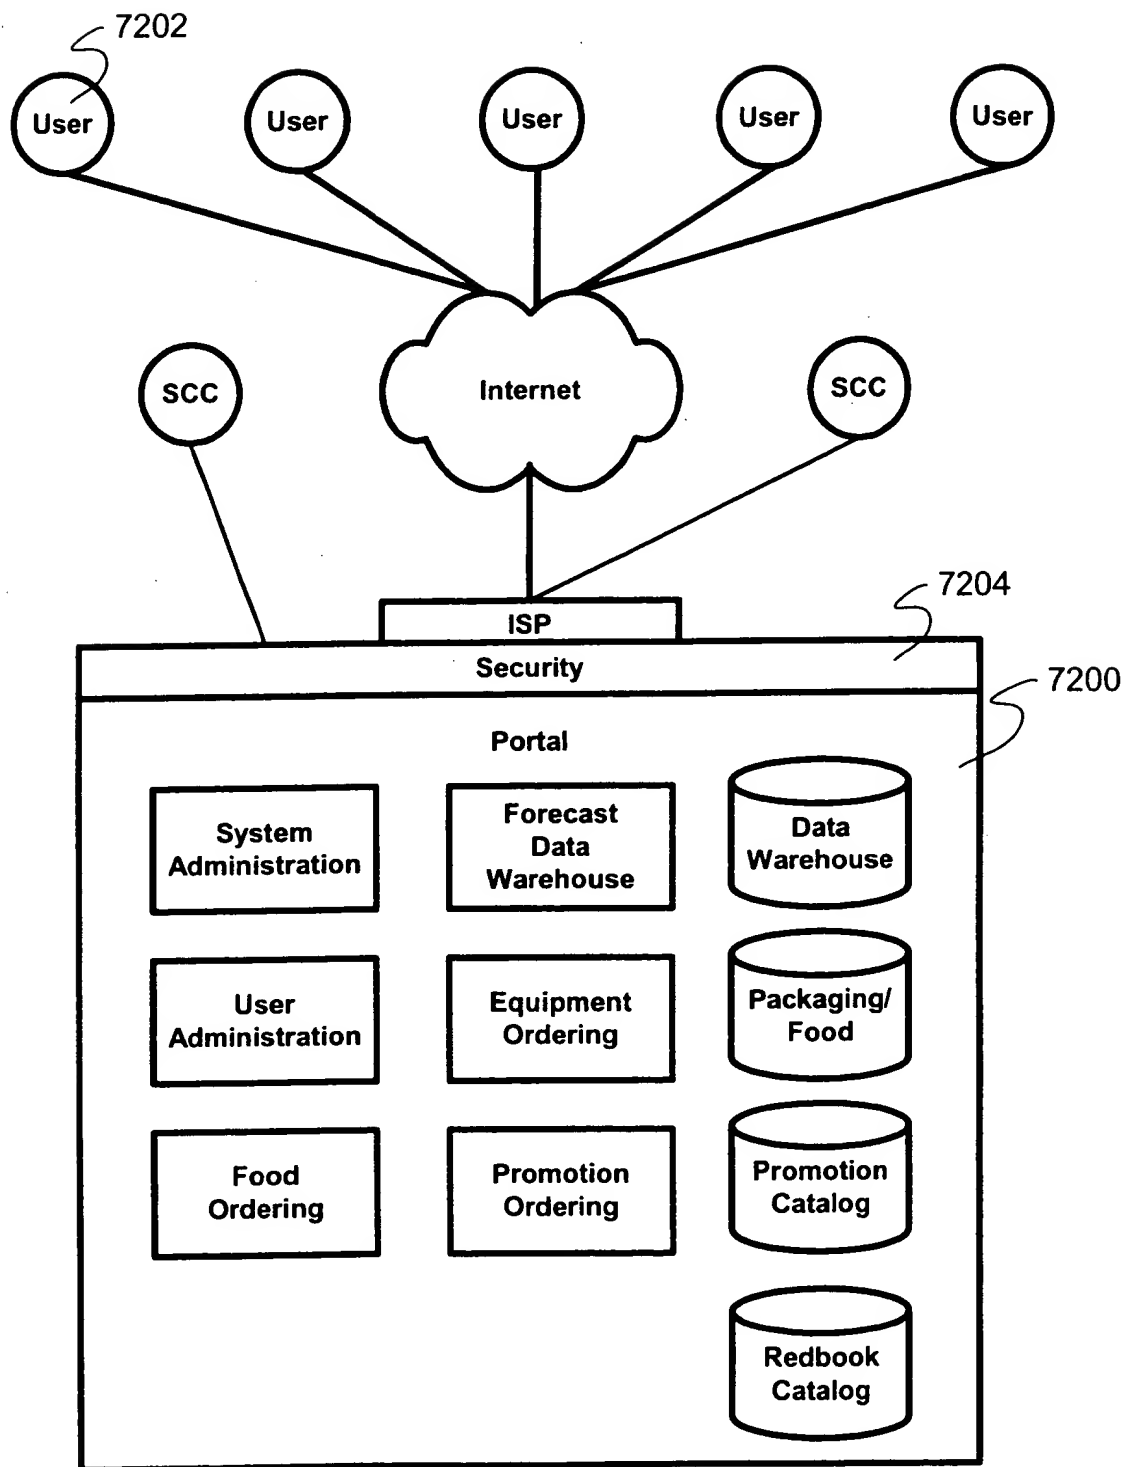 7202
User
User
User
User
User
Internet
SCC
SCC
7204
ISP
Security
7200
Portal
System
Administration
Forecast
Data
Warehouse
Data
Warehouse
User
Administration
Equipment
Ordering
Packaging/
Food
Food
Ordering
Promotion
Ordering
Promotion
Catalog
Redbook
Catalog